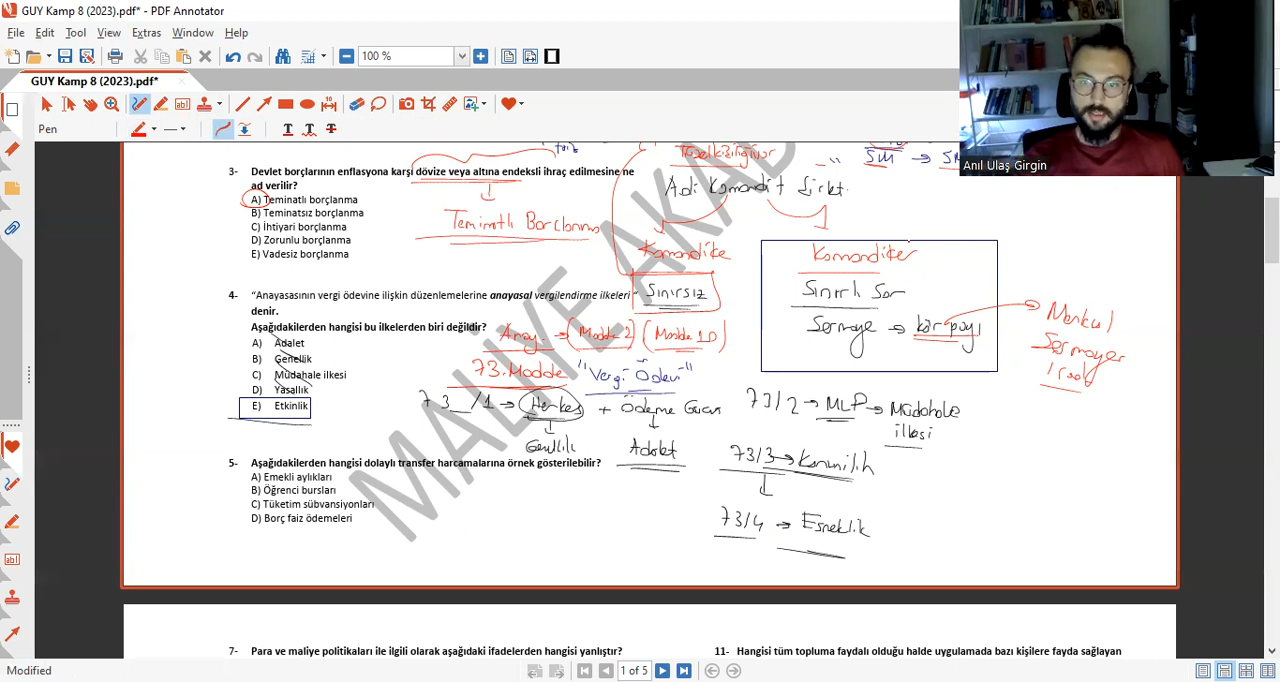 GUY Kamp 8 (2023).pdf* - PDF Annotator
File Edit Tool View Extras Window Help
100 %
GUY Kamp 8 (2023).pdf*
Pen
Anıl Ulaş Girgin
3- Devlet borçlarının enflasyona karşı dövize veya altına endeksli ihraç edilmesine ne
ad verilir?
A) Teminatlı borçlanma
B) Teminatsız borçlanma
C) İhtiyari borçlanma
D) Zorunlu borçlanma
E) Vadesiz borçlanma
Teminatlı Borçlanma
Tüzelkişiliğiyor
SM → SM
Adi Komandit Şirkt.
Komandite
Sınırsız
Komanditer
Sınırlı Sor
Sermaye → kar payı
Menkul
Sermayer
İradı
4- “Anayasasının vergi ödevine ilişkin düzenlemelerine anayasal vergilendirme ilkeleri”
denir.
Aşağıdakilerden hangisi bu ilkelerden biri değildir?
A) Adalet
B) Genellik
C) Müdahale ilkesi
D) Yasallık
E) Etkinlik
Anay. → (Madde 2) (Madde 10)
73.Madde "Vergi Ödevi"
73/1 → Herkes + Ödeme Gücü
Genellik
Adalet
73/2 → MLP → Müdahale
ilkesi
73/3 → Kanunilik
73/4 → Esneklik
5- Aşağıdakilerden hangisi dolaylı transfer harcamalarına örnek gösterilebilir?
A) Emekli aylıkları
B) Öğrenci bursları
C) Tüketim sübvansiyonları
D) Borç faiz ödemeleri
MALİYE AKAD
7- Para ve maliye politikaları ile ilgili olarak aşağıdaki ifadelerden hangisi yanlıştır?
11- Hangisi tüm topluma faydalı olduğu halde uygulamada bazı kişilere fayda sağlayan
Modified
1 of 5